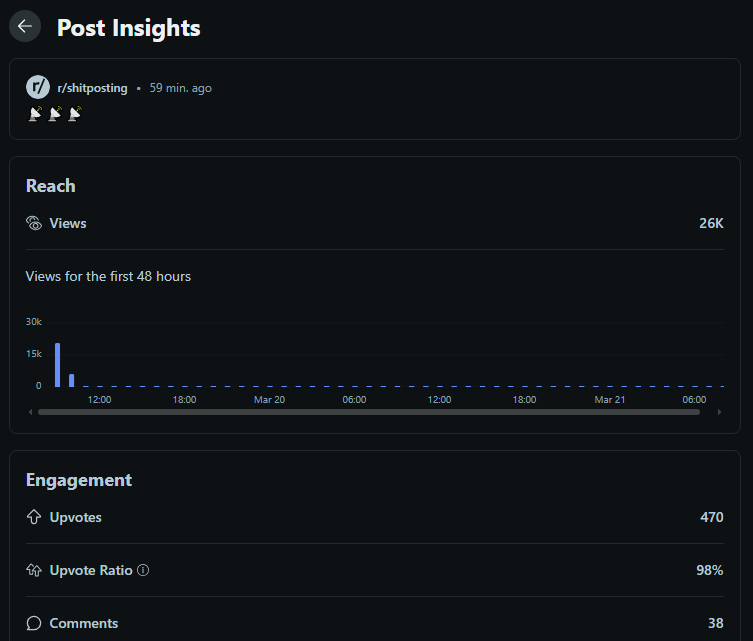 Post Insights
r/ r/shitposting • 59 min. ago
📡 📡 📡
Reach
Views 26K
Views for the first 48 hours
30k
15k
0
12:00 18:00 Mar 20 06:00 12:00 18:00 Mar 21 06:00
Engagement
Upvotes 470
Upvote Ratio 98%
Comments 38